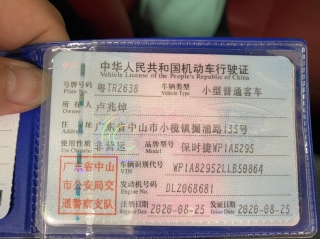 中华人民共和国机动车行驶证
Vehicle License of the People's Republic of China
号牌号码 粤TR2638 车辆类型 小型普通客车
Plate No. Vehicle Type
所有人 卢兆焯
Owner
住址 广东省中山市小榄镇掘涌路135号
Address
使用性质 非营运 品牌型号 保时捷WP1AB295
Use Character Model
广东省中山
市公安局交
通警察支队
车辆识别代号 WP1AB2952LLB50864
VIN
发动机号码 DLZ068681
Engine No.
注册日期 2020-08-25 发证日期 2020-08-25
Register Date Issue Date